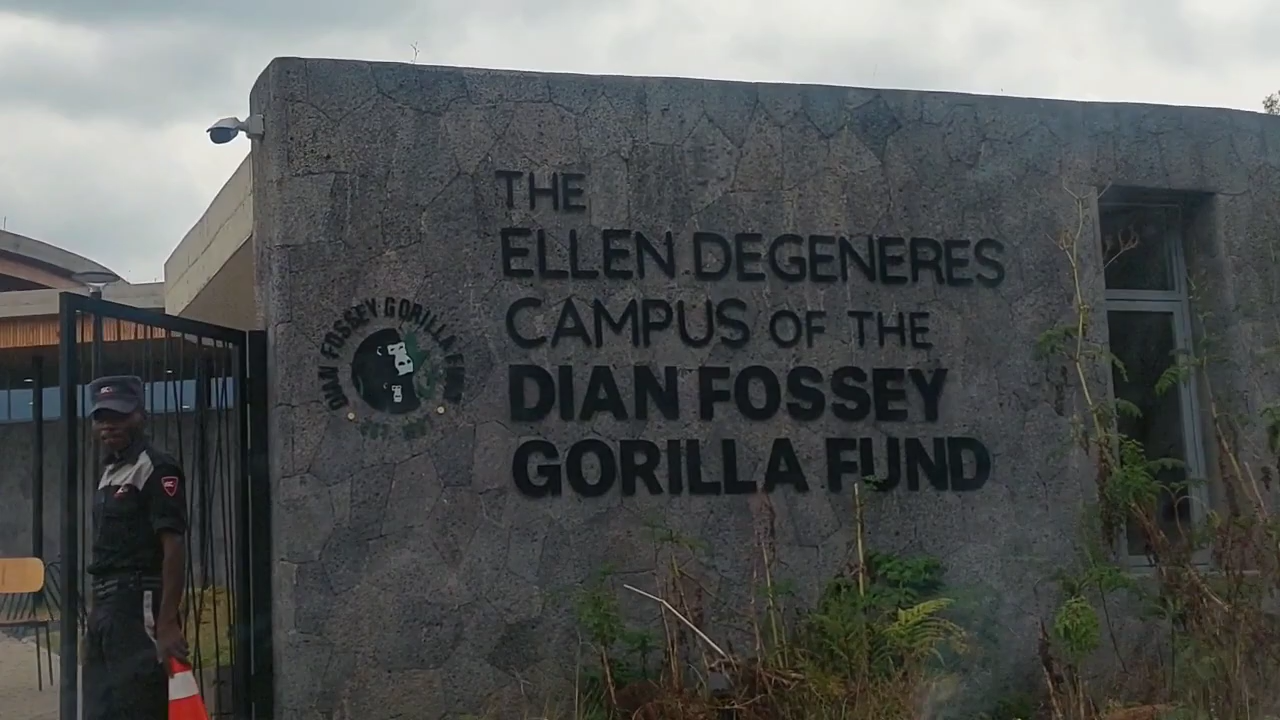 THE
ELLEN DEGENERES
CAMPUS OF THE
DIAN FOSSEY
GORILLA FUND
DIAN FOSSEY GORILLA FUND